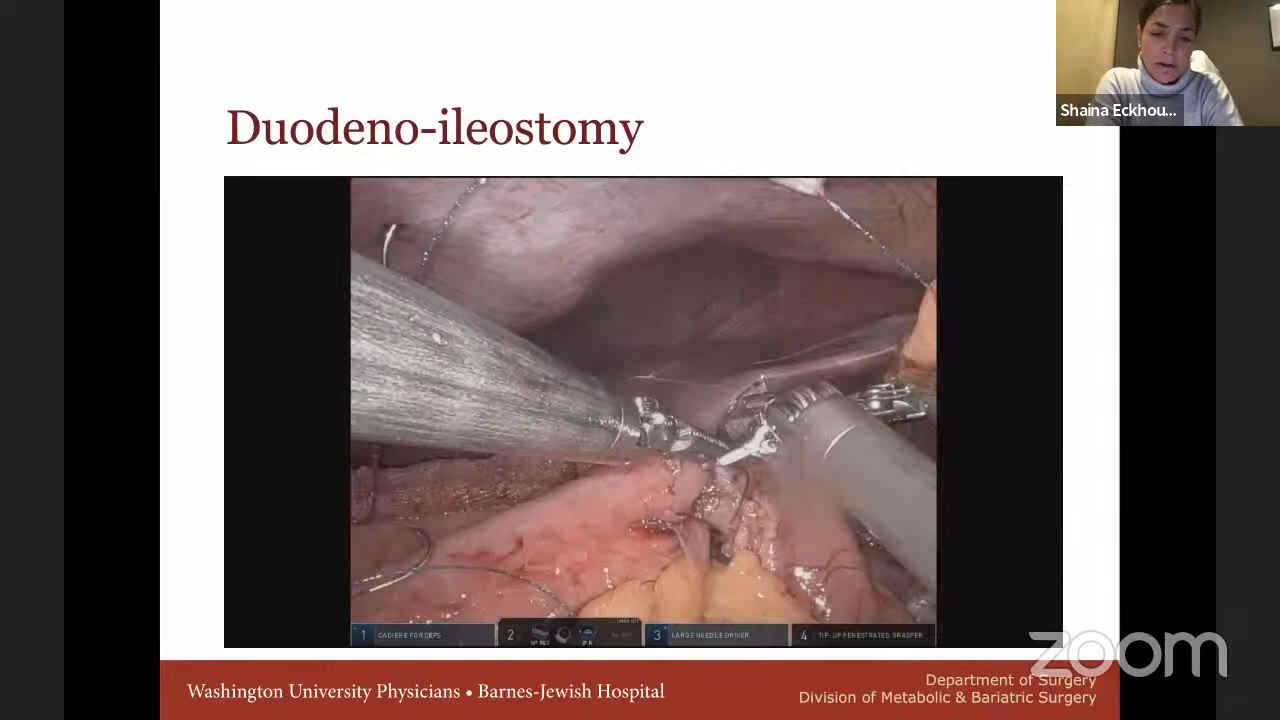 Shaina Eckhou...
Duodeno-ileostomy
1 CADIERE FORCEPS
2
3 LARGE NEEDLE DRIVER
4 TIP-UP FENESTRATED GRASPER
zoom
Washington University Physicians • Barnes-Jewish Hospital
Department of Surgery
Division of Metabolic & Bariatric Surgery